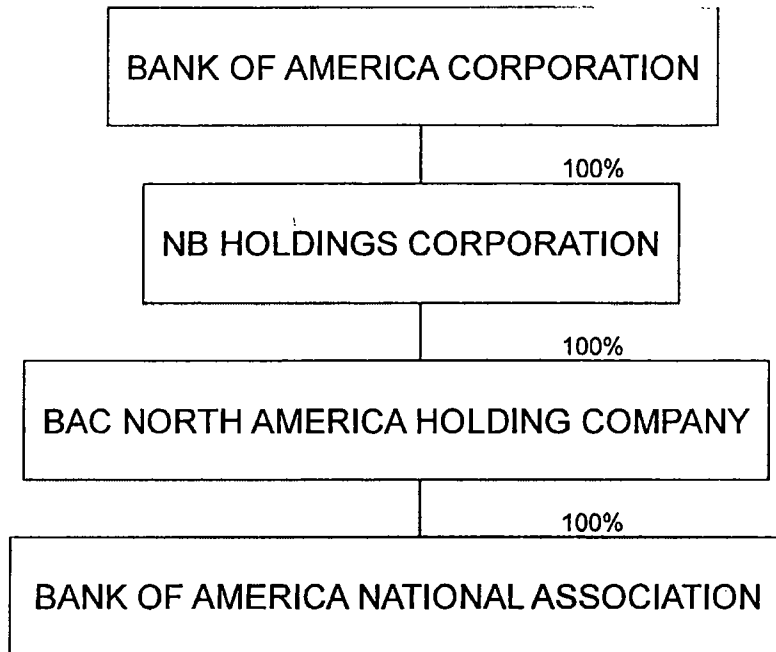 BANK OF AMERICA CORPORATION
100%
NB HOLDINGS CORPORATION
100%
BAC NORTH AMERICA HOLDING COMPANY
100%
BANK OF AMERICA NATIONAL ASSOCIATION